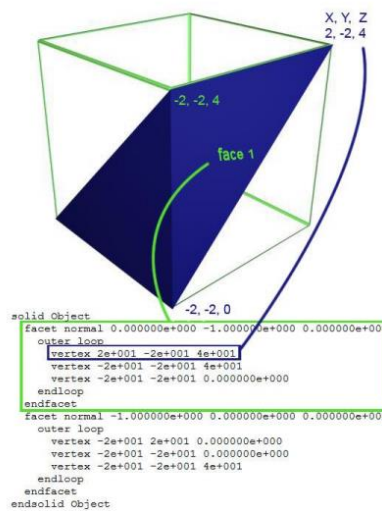 X, Y, Z
2, -2, 4
-2, -2, 4
face 1
-2, -2, 0
solid Object
facet normal 0.000000e+000 -1.000000e+000 0.000000e+00
outer loop
vertex 2e+001 -2e+001 4e+001
vertex -2e+001 -2e+001 4e+001
vertex -2e+001 -2e+001 0.000000e+000
endloop
endfacet
facet normal -1.000000e+000 0.000000e+000 0.000000e+00
outer loop
vertex -2e+001 2e+001 0.000000e+000
vertex -2e+001 -2e+001 0.000000e+000
vertex -2e+001 -2e+001 4e+001
endloop
endfacet
endsolid Object